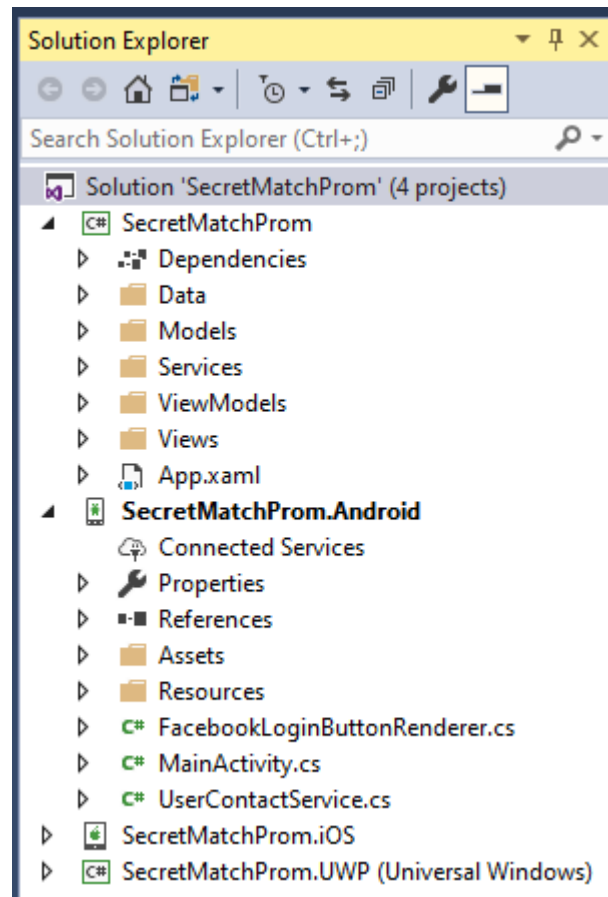 Solution Explorer
Search Solution Explorer (Ctrl+;)
Solution 'SecretMatchProm' (4 projects)
C# SecretMatchProm
Dependencies
Data
Models
Services
ViewModels
Views
App.xaml
SecretMatchProm.Android
Connected Services
Properties
References
Assets
Resources
C# FacebookLoginButtonRenderer.cs
C# MainActivity.cs
C# UserContactService.cs
SecretMatchProm.iOS
C# SecretMatchProm.UWP (Universal Windows)